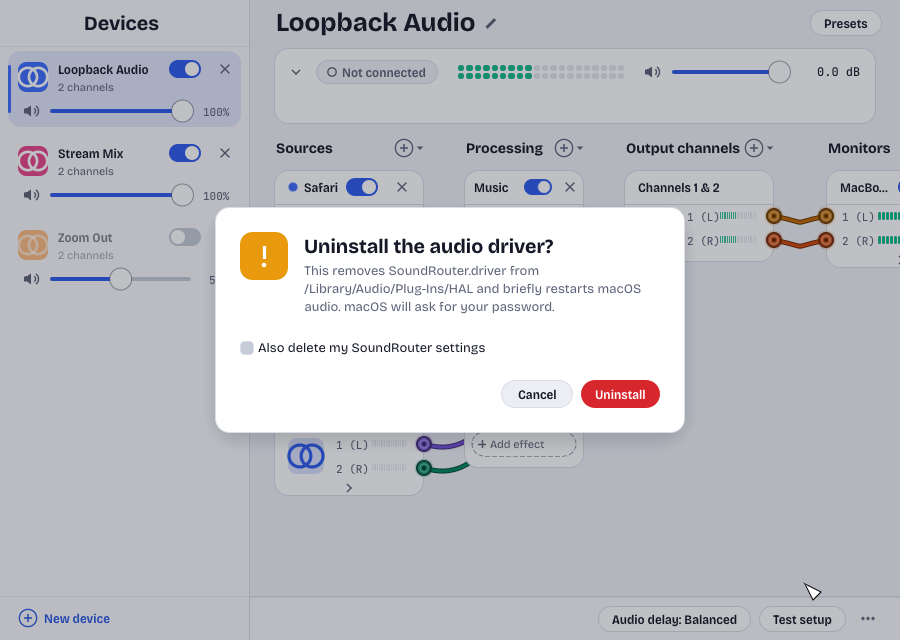 Devices
Loopback Audio
2 channels
100%
Stream Mix
2 channels
100%
Zoom Out
2 channels
5
New device
Loopback Audio
Presets
Not connected
0.0 dB
Sources
Processing
Output channels
Monitors
Safari
Music
Channels 1 & 2
MacBo...
1 (L)
1 (L)
2 (R)
2 (R)
Uninstall the audio driver?
This removes SoundRouter.driver from
/Library/Audio/Plug-Ins/HAL and briefly restarts macOS
audio. macOS will ask for your password.
Also delete my SoundRouter settings
Cancel
Uninstall
1 (L)
2 (R)
Add effect
Audio delay: Balanced
Test setup